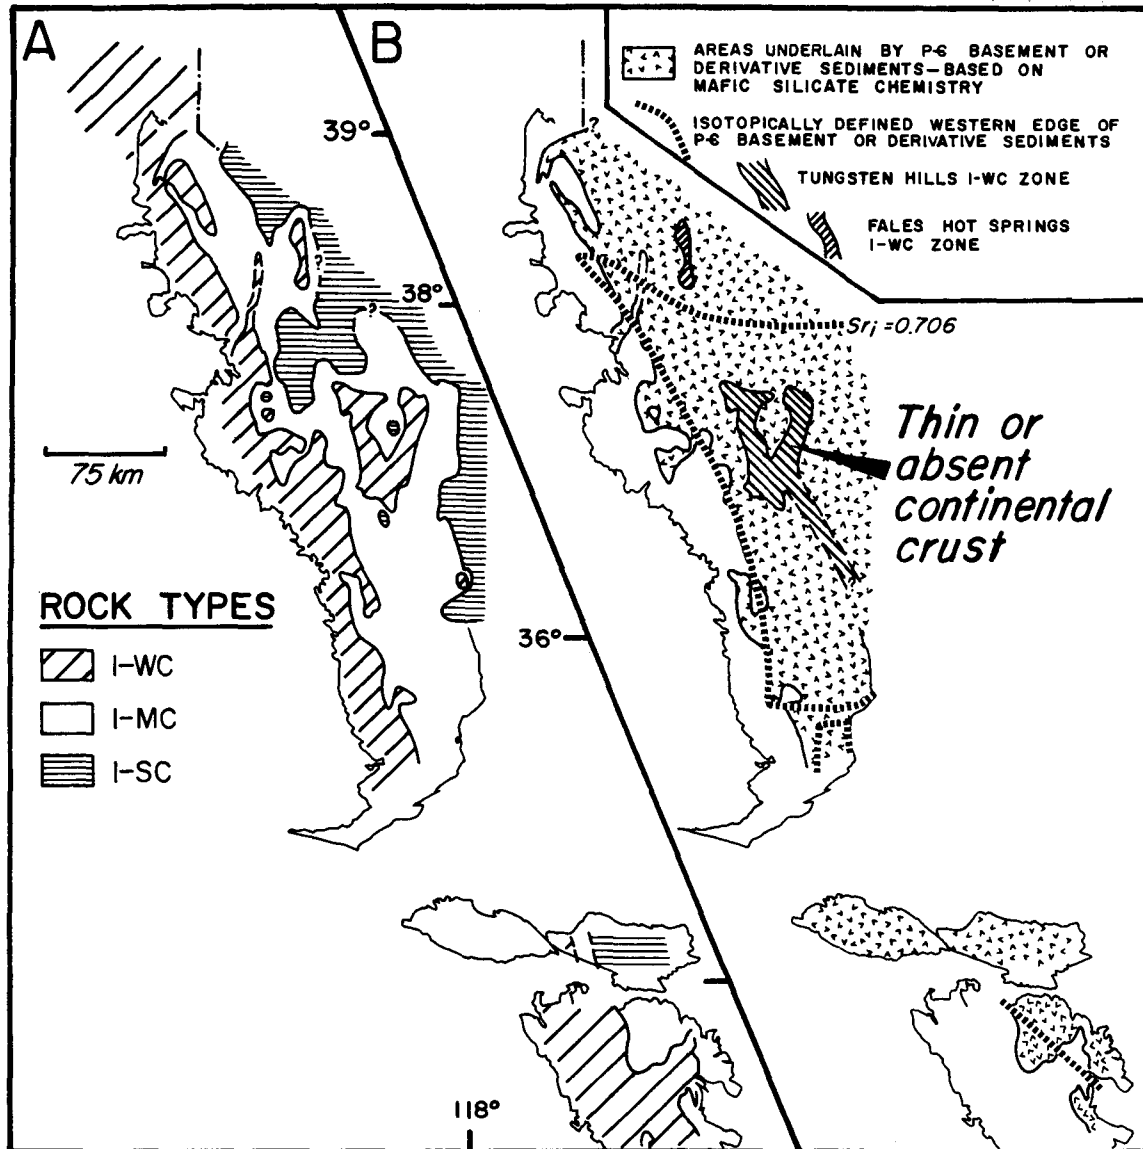 A
B
AREAS UNDERLAIN BY P-Ꞓ BASEMENT OR
DERIVATIVE SEDIMENTS—BASED ON
MAFIC SILICATE CHEMISTRY
ISOTOPICALLY DEFINED WESTERN EDGE OF
P-Ꞓ BASEMENT OR DERIVATIVE SEDIMENTS
TUNGSTEN HILLS I-WC ZONE
FALES HOT SPRINGS
I-WC ZONE
39°
?
?
38°
?
Sri = 0.706
75 km
Thin or
absent
continental
crust
ROCK TYPES
I-WC
I-MC
I-SC
36°
118°